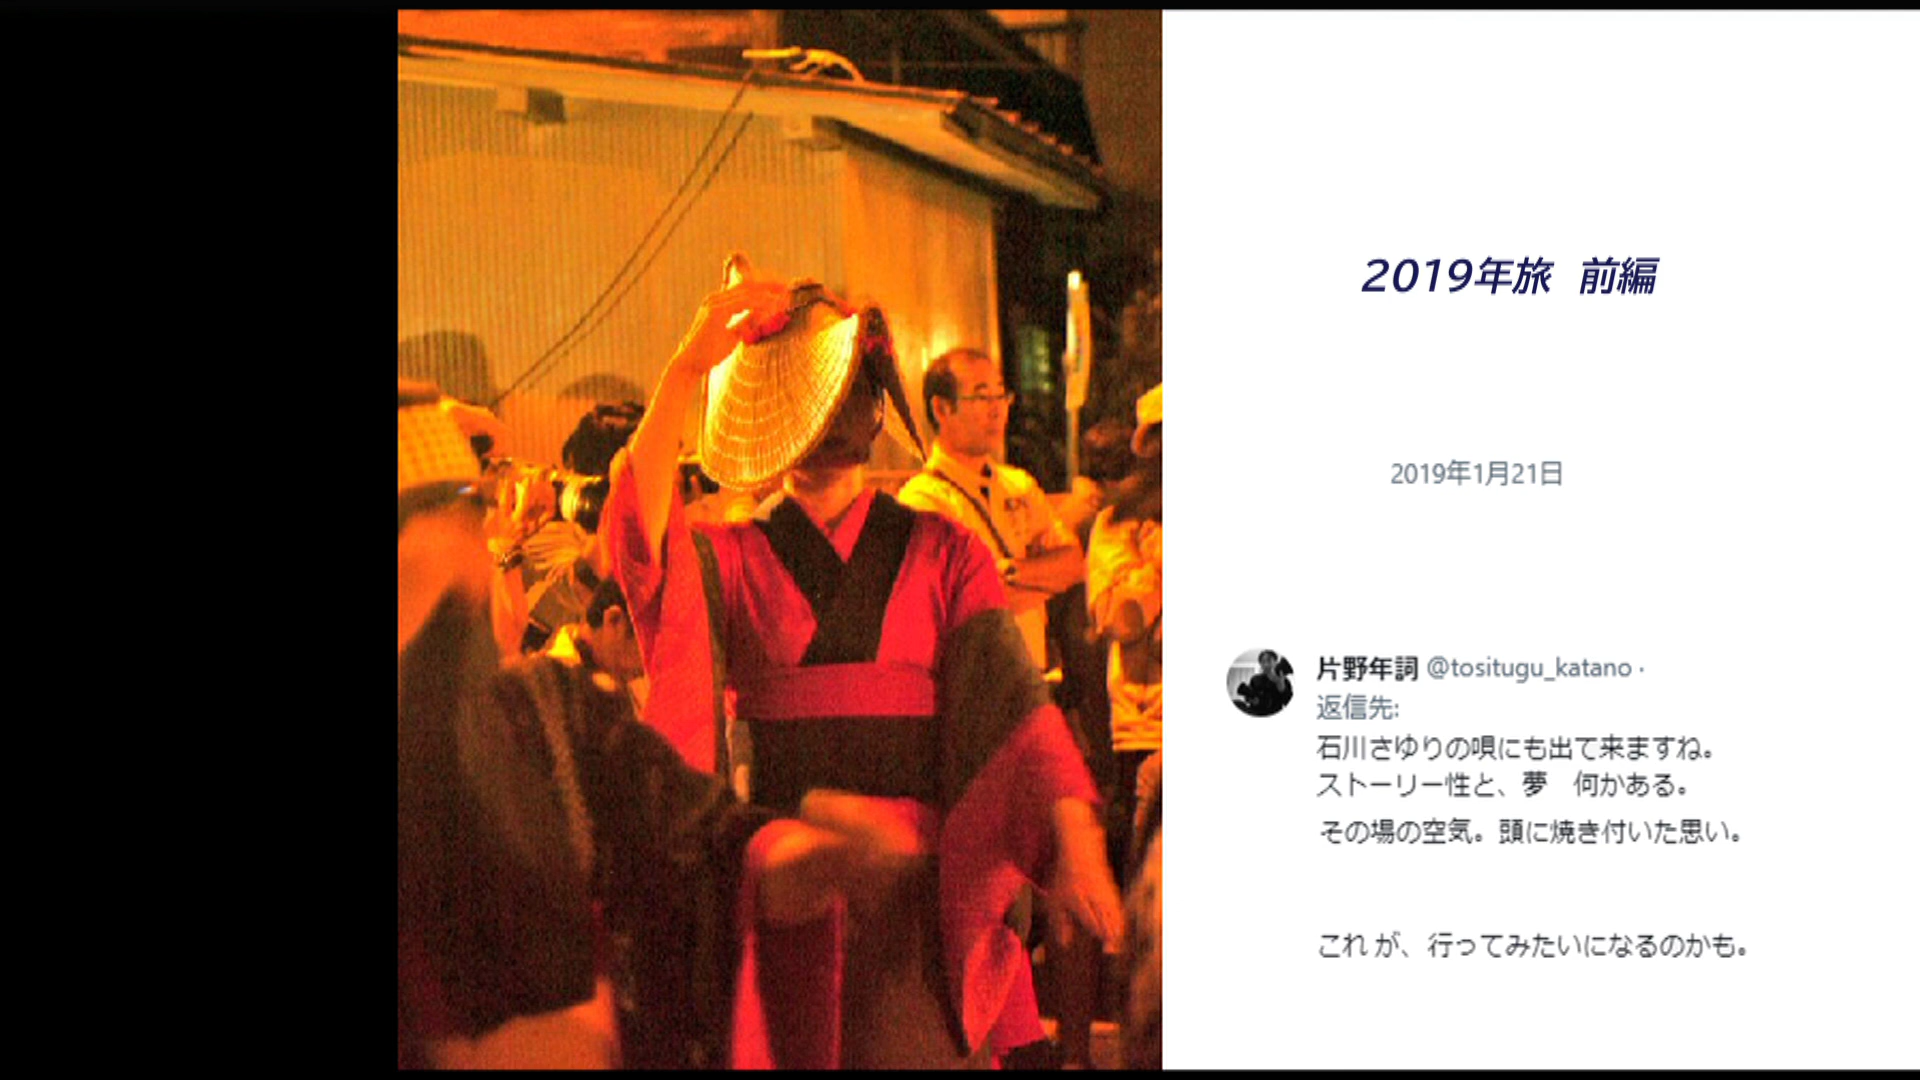 2019年旅 前編
2019年1月21日
片野年詞 @tositugu_katano ·
返信先:
石川さゆりの唄にも出て来ますね。
ストーリー性と、夢 何かある。
その場の空気。頭に焼き付いた思い。
これ が、行ってみたいになるのかも。